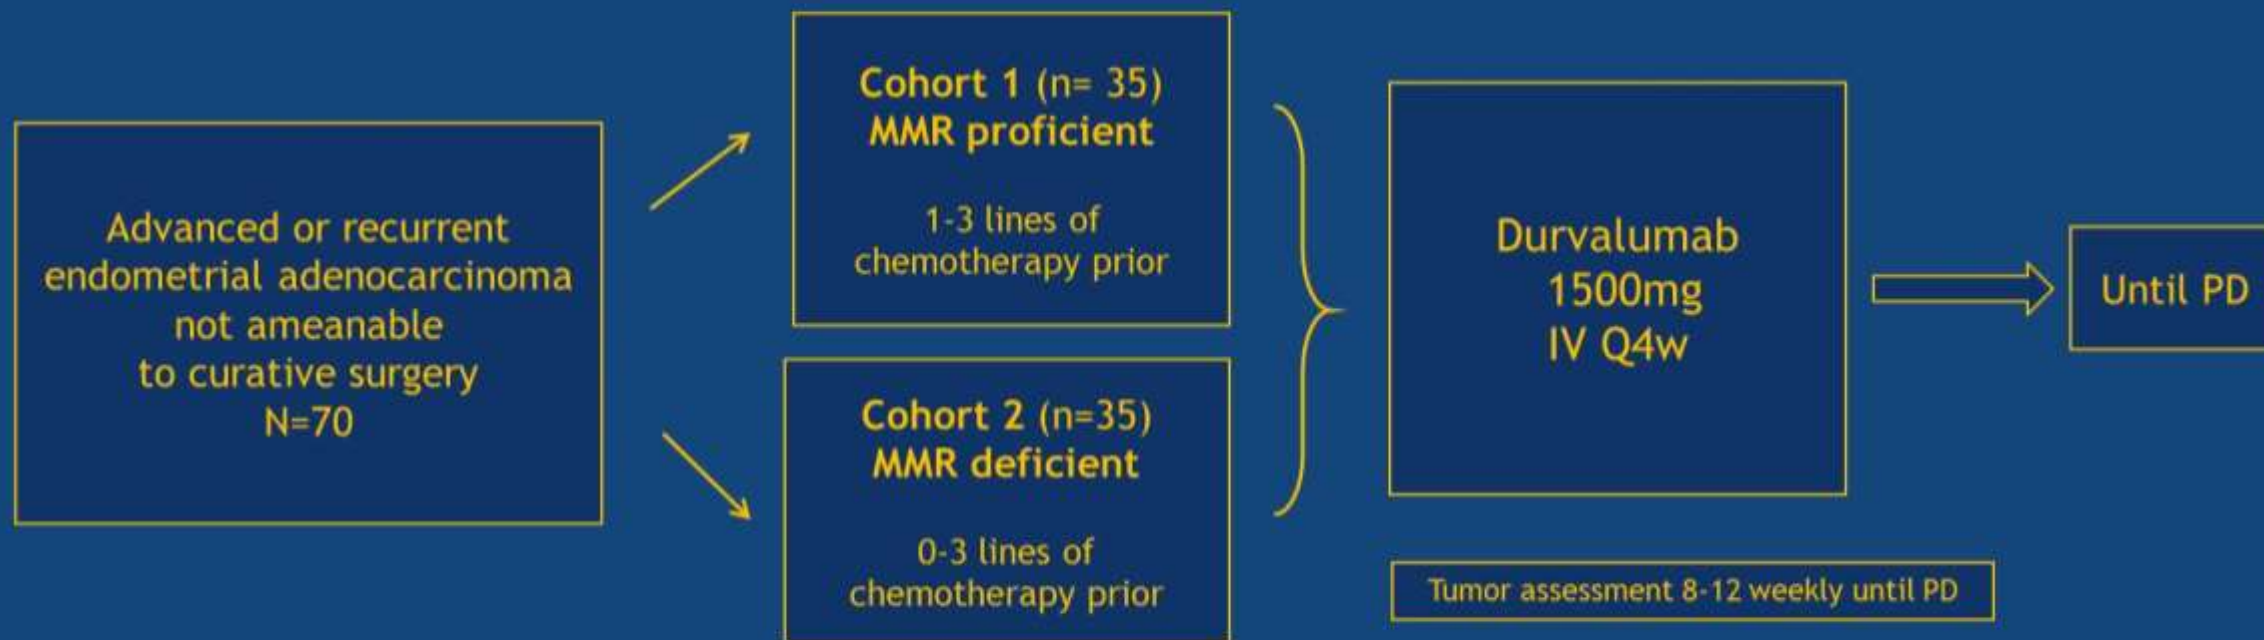 Advanced or recurrent
endometrial adenocarcinoma
not ameanable
to curative surgery
N=70
Cohort 1 (n= 35)
MMR proficient
1-3 lines of
chemotherapy prior
Cohort 2 (n=35)
MMR deficient
0-3 lines of
chemotherapy prior
Durvalumab
1500mg
IV Q4w
Until PD
Tumor assessment 8-12 weekly until PD